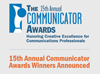 The 15th Annual
COMMUNICATOR
AWARDS
Honoring Creative Excellence for
Communications Professionals
15th Annual Communicator
Awards Winners Announced